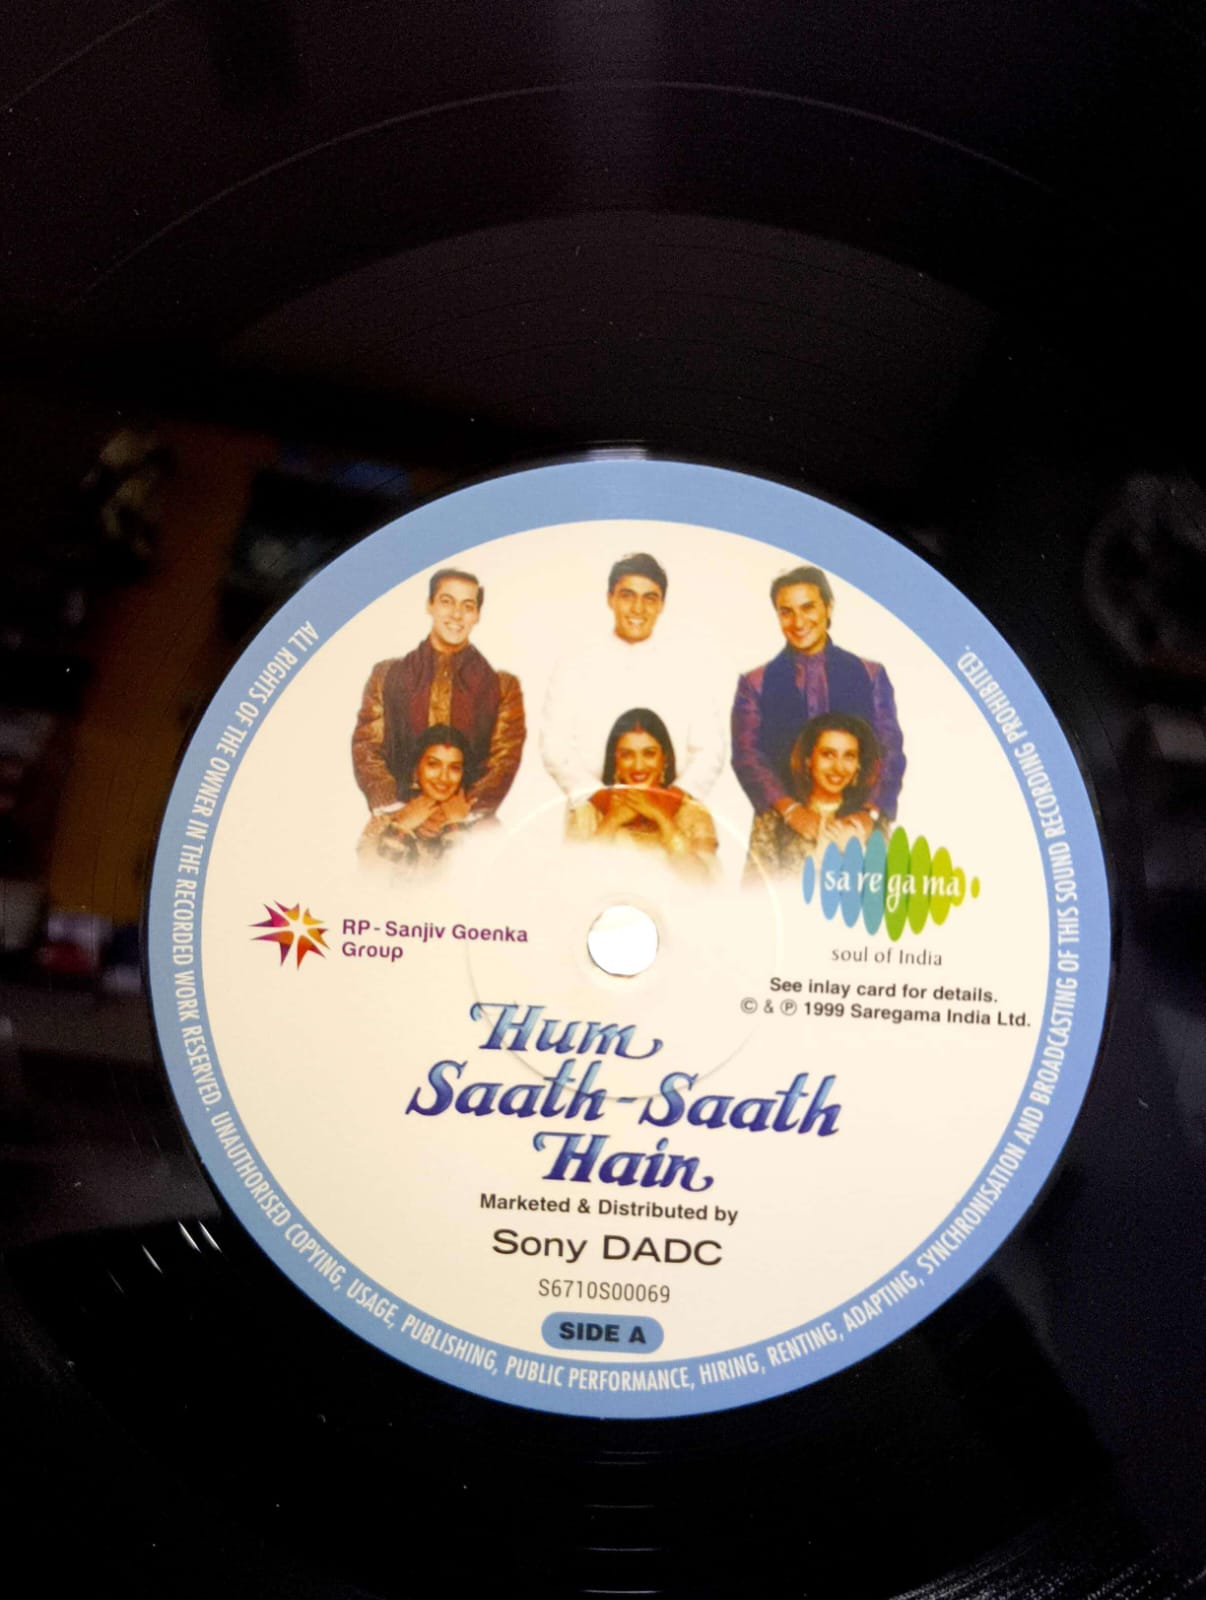 ALL RIGHTS OF THE OWNER IN THE RECORDED WORK RESERVED. UNAUTHORISED COPYING, USAGE, PUBLISHING, PUBLIC PERFORMANCE, HIRING, RENTING, ADAPTING, SYNCHRONISATION AND BROADCASTING OF THIS SOUND RECORDING PROHIBITED.
RP-Sanjiv Goenka
Group
sa re ga ma
soul of India
See inlay card for details.
© & ℗ 1999 Saregama India Ltd.
Hum
Saath-Saath
Hain
Marketed & Distributed by
Sony DADC
S6710S00069
SIDE A